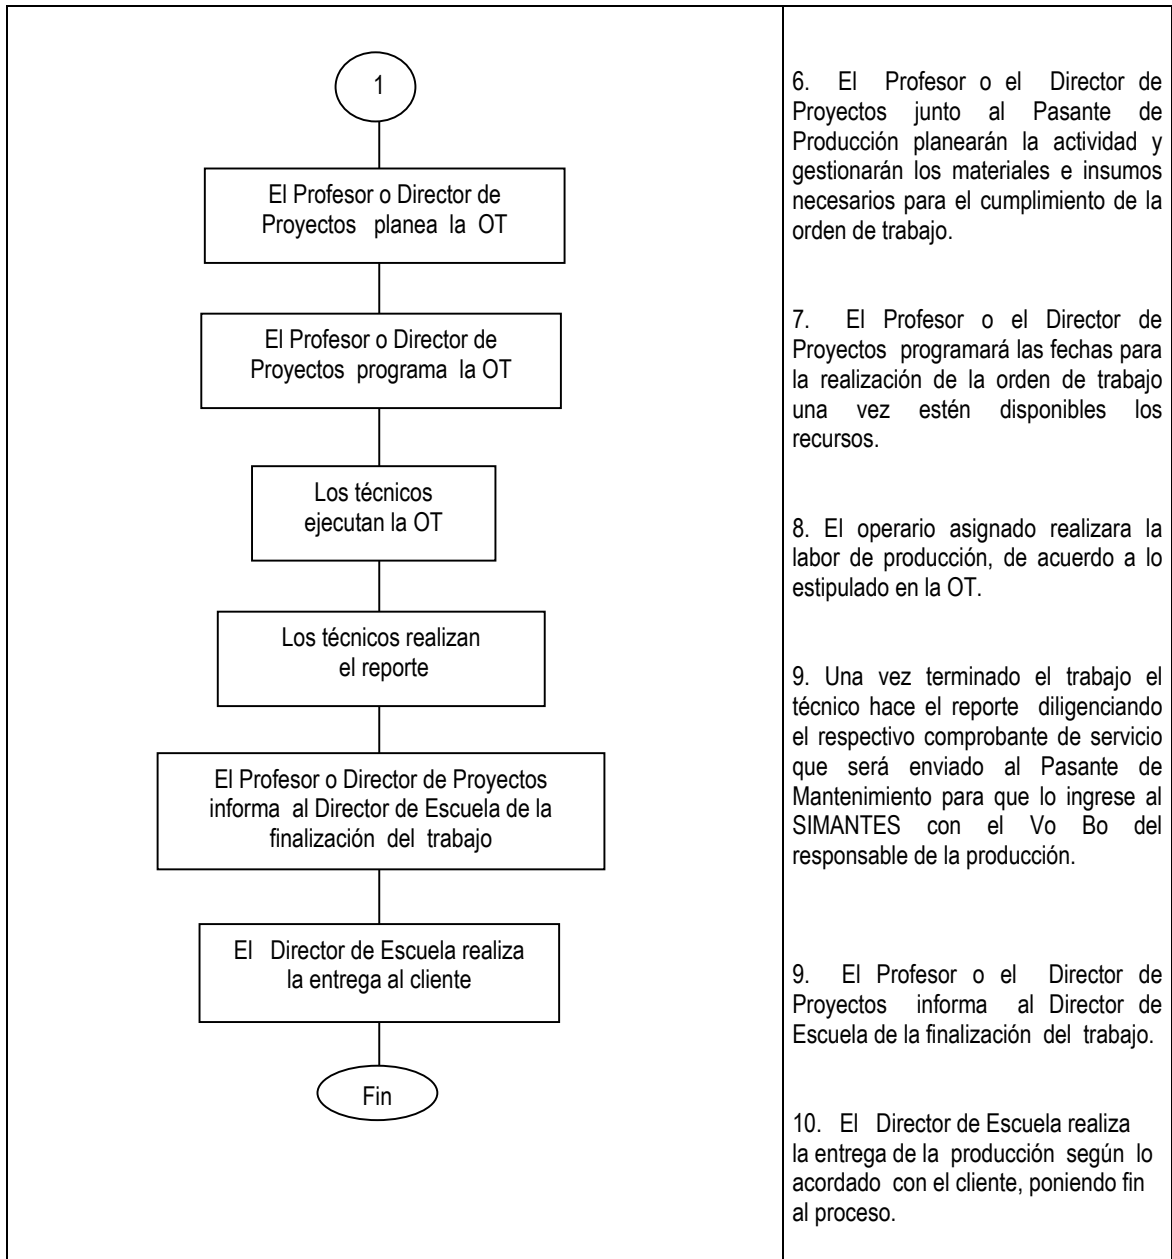 1
El Profesor o Director de
Proyectos planea la OT
El Profesor o Director de
Proyectos programa la OT
Los técnicos
ejecutan la OT
Los técnicos realizan
el reporte
El Profesor o Director de Proyectos
informa al Director de Escuela de la
finalización del trabajo
El Director de Escuela realiza
la entrega al cliente
Fin
6. El Profesor o el Director de
Proyectos junto al Pasante de
Producción planearán la actividad y
gestionarán los materiales e insumos
necesarios para el cumplimiento de la
orden de trabajo.
7. El Profesor o el Director de
Proyectos programará las fechas para
la realización de la orden de trabajo
una vez estén disponibles los
recursos.
8. El operario asignado realizara la
labor de producción, de acuerdo a lo
estipulado en la OT.
9. Una vez terminado el trabajo el
técnico hace el reporte diligenciando
el respectivo comprobante de servicio
que será enviado al Pasante de
Mantenimiento para que lo ingrese al
SIMANTES con el Vo Bo del
responsable de la producción.
9. El Profesor o el Director de
Proyectos informa al Director de
Escuela de la finalización del trabajo.
10. El Director de Escuela realiza
la entrega de la producción según lo
acordado con el cliente, poniendo fin
al proceso.